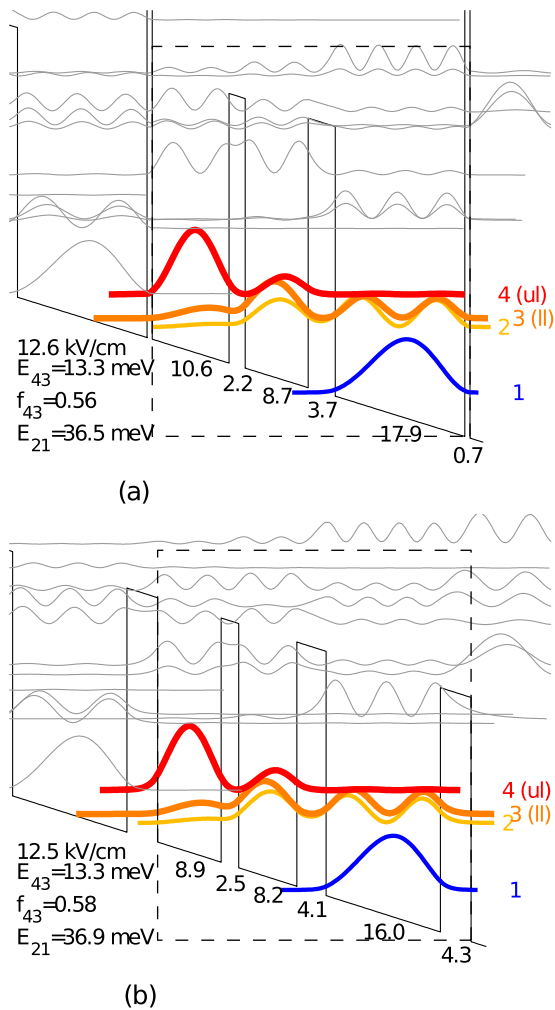 4 (ul)
3 (ll)
2
12.6 kV/cm
E43=13.3 meV
10.6
2.2
8.7
3.7
1
f43=0.56
E21=36.5 meV
17.9
0.7
(a)
4 (ul)
3 (ll)
2
12.5 kV/cm
E43=13.3 meV
8.9
2.5
8.2
4.1
1
f43=0.58
E21=36.9 meV
16.0
4.3
(b)